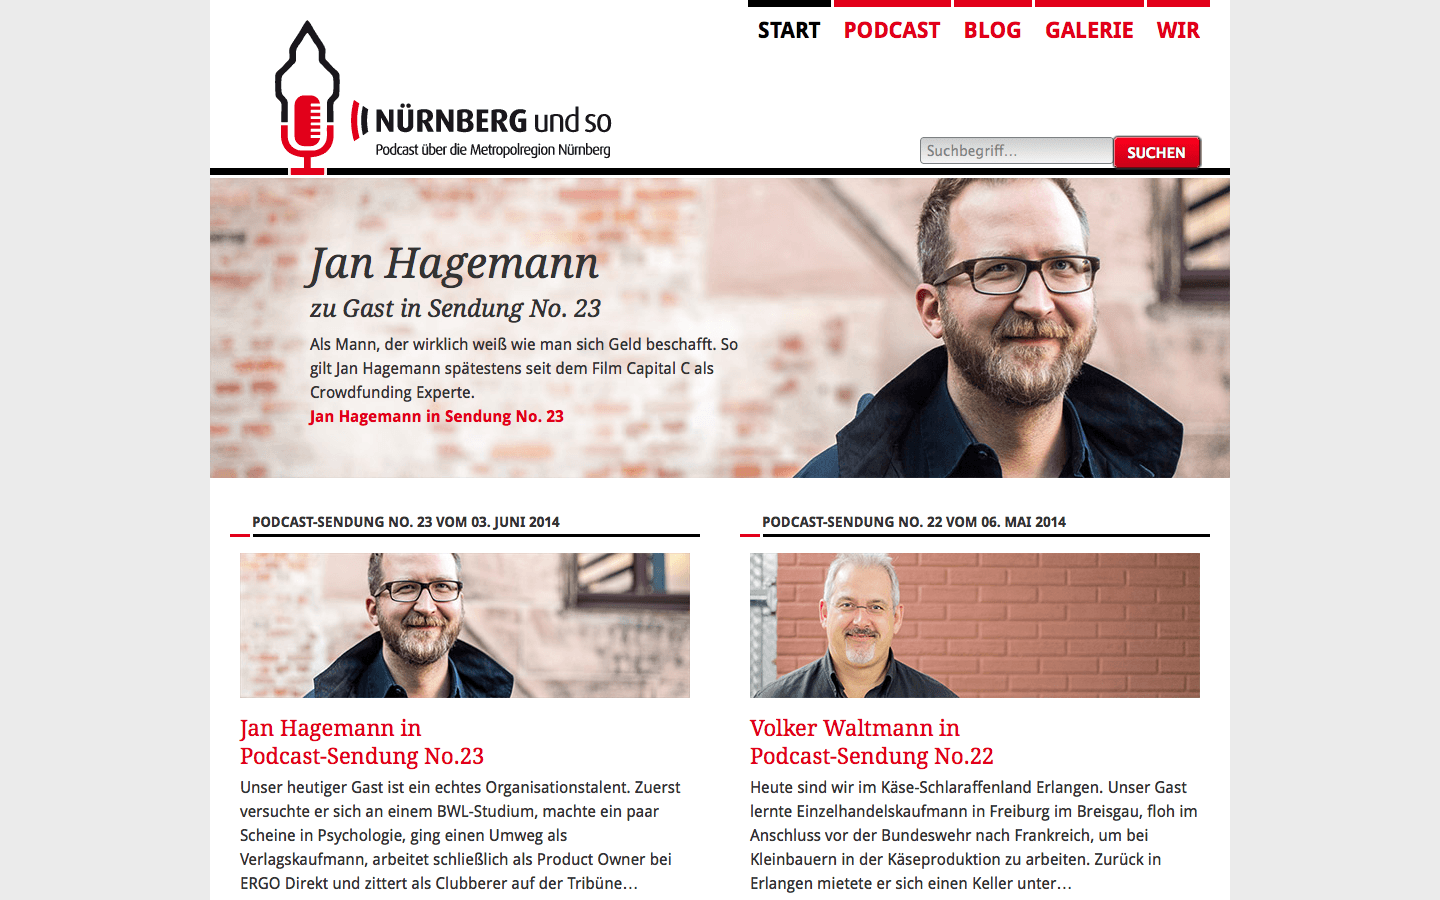 START PODCAST BLOG GALERIE WIR
NÜRNBERG und so
Podcast über die Metropolregion Nürnberg
Suchbegriff... SUCHEN
Jan Hagemann
zu Gast in Sendung No. 23
Als Mann, der wirklich weiß wie man sich Geld beschafft. So
gilt Jan Hagemann spätestens seit dem Film Capital C als
Crowdfunding Experte.
Jan Hagemann in Sendung No. 23
PODCAST-SENDUNG NO. 23 VOM 03. JUNI 2014
Jan Hagemann in
Podcast-Sendung No.23
Unser heutiger Gast ist ein echtes Organisationstalent. Zuerst
versuchte er sich an einem BWL-Studium, machte ein paar
Scheine in Psychologie, ging einen Umweg als
Verlagskaufmann, arbeitet schließlich als Product Owner bei
ERGO Direkt und zittert als Clubberer auf der Tribüne…
PODCAST-SENDUNG NO. 22 VOM 06. MAI 2014
Volker Waltmann in
Podcast-Sendung No.22
Heute sind wir im Käse-Schlaraffenland Erlangen. Unser Gast
lernte Einzelhandelskaufmann in Freiburg im Breisgau, floh im
Anschluss vor der Bundeswehr nach Frankreich, um bei
Kleinbauern in der Käseproduktion zu arbeiten. Zurück in
Erlangen mietete er sich einen Keller unter…